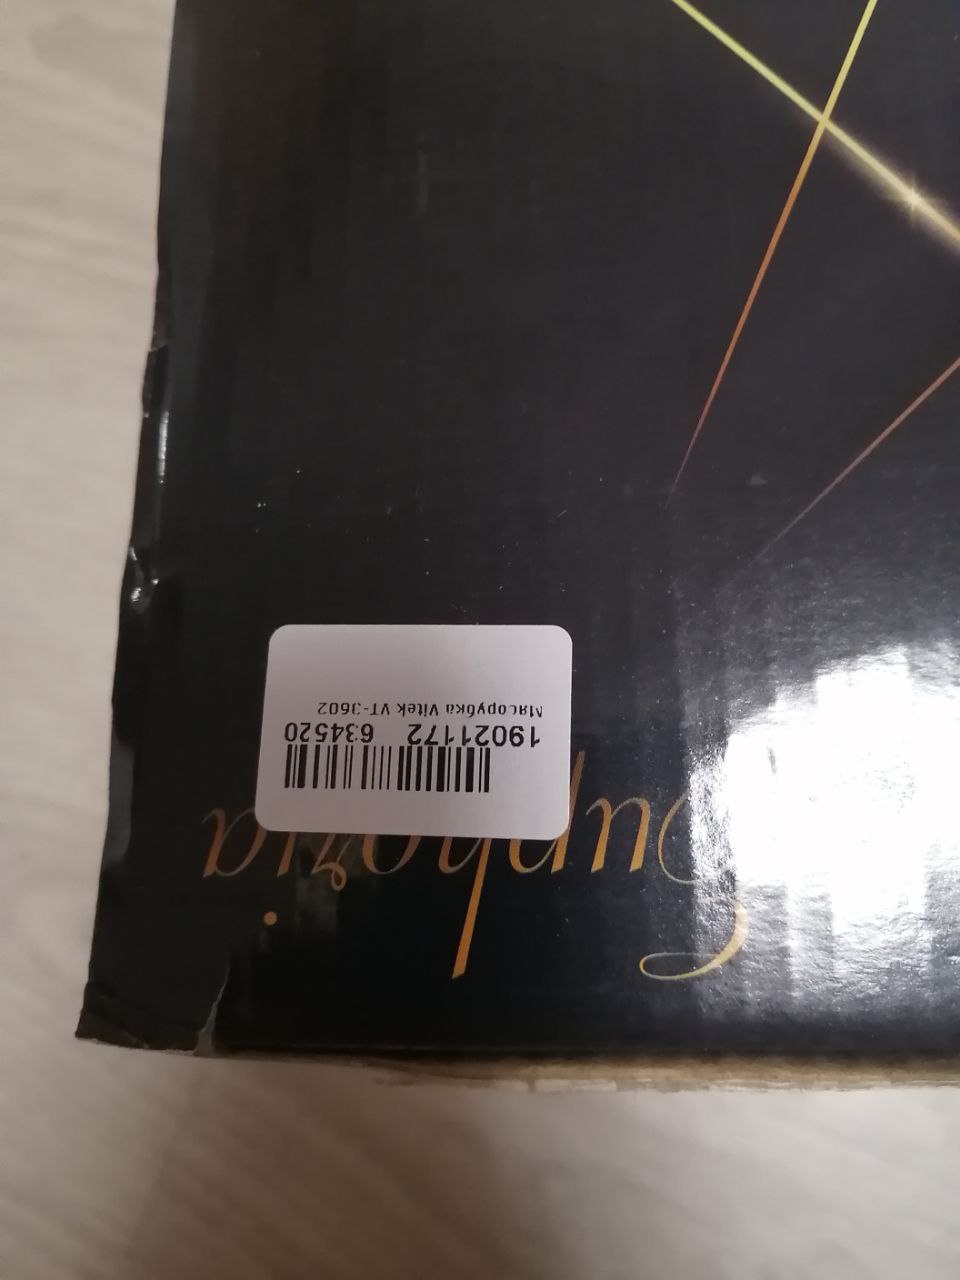 Euphoria
19021172 634520
Мясорубка Vitek VT-3602